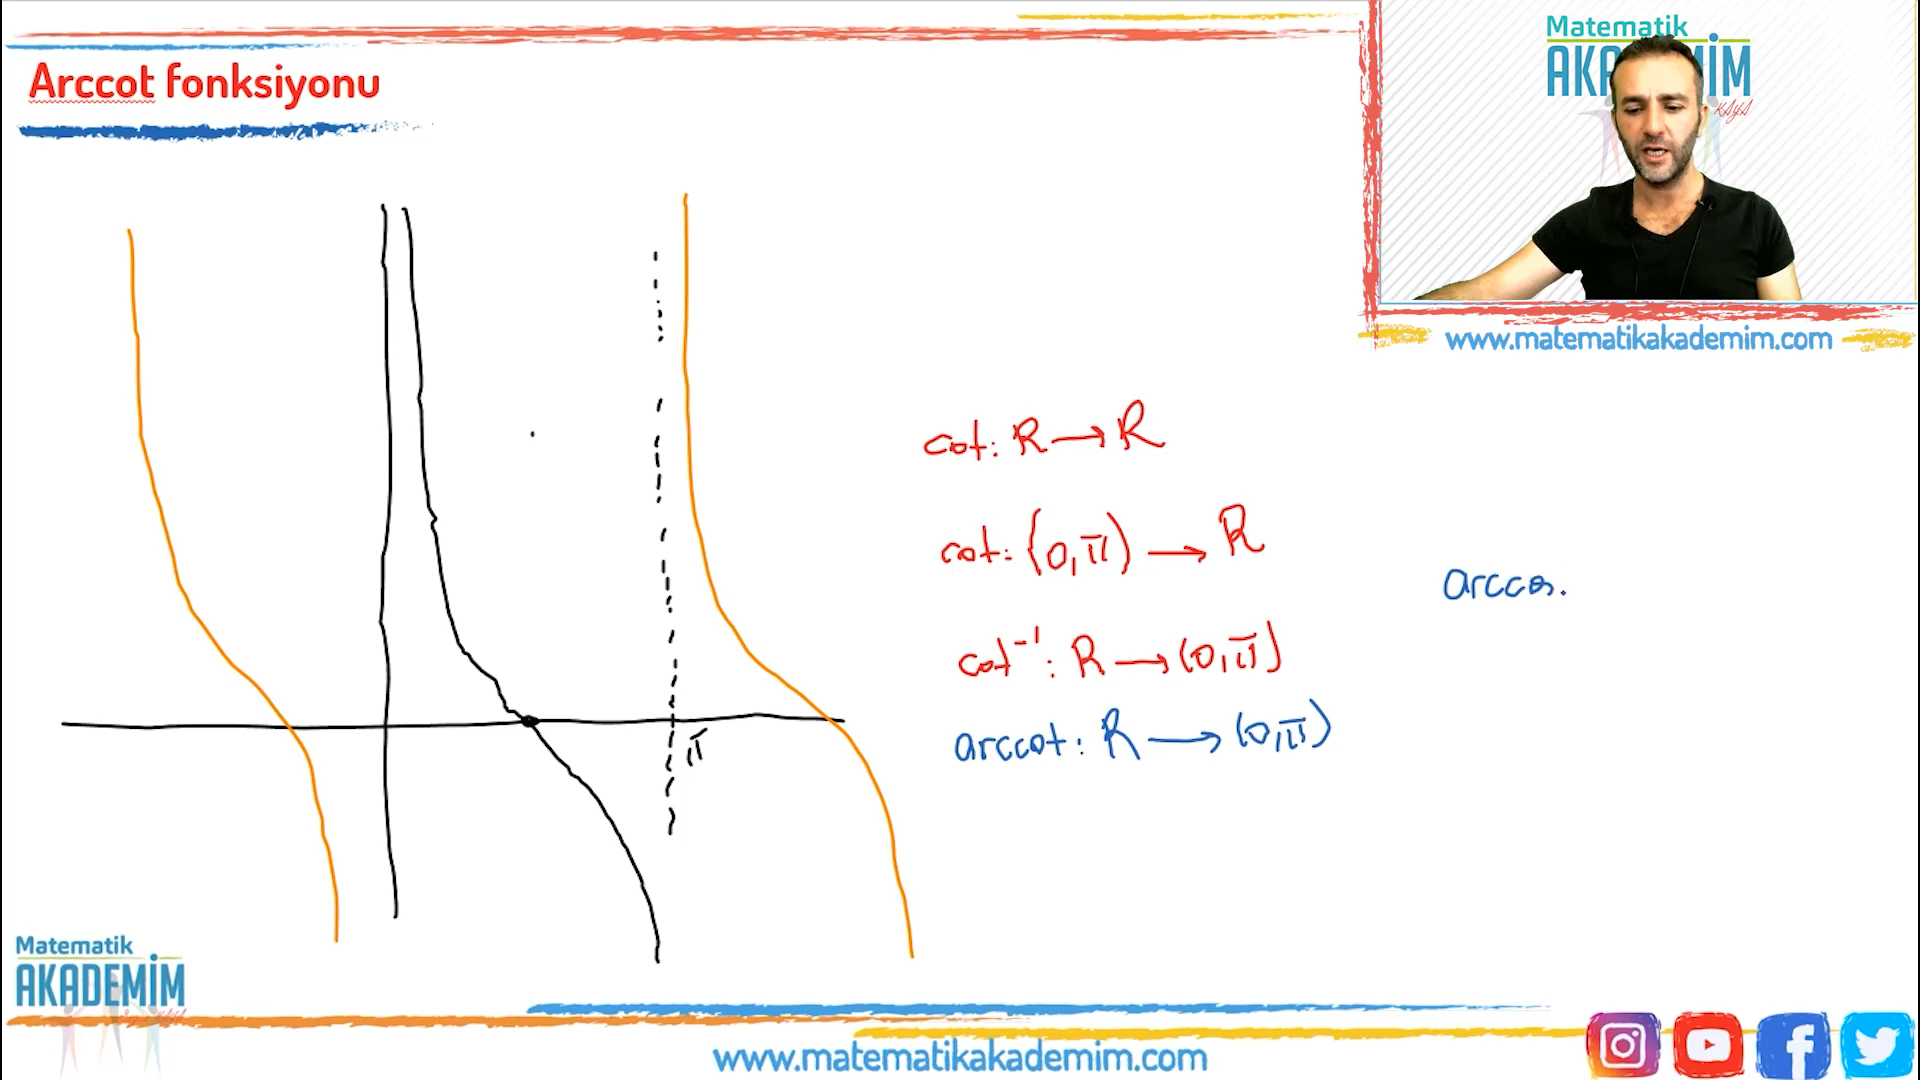 Arccot fonksiyonu
Matematik
AKADEMİM
KAYA
www.matematikakademim.com
cot: R → R
cot: (0, π) → R
arccos.
cot⁻¹: R → (0, π)
arccot: R → (0, π)
π
Matematik
AKADEMİM
www.matematikakademim.com